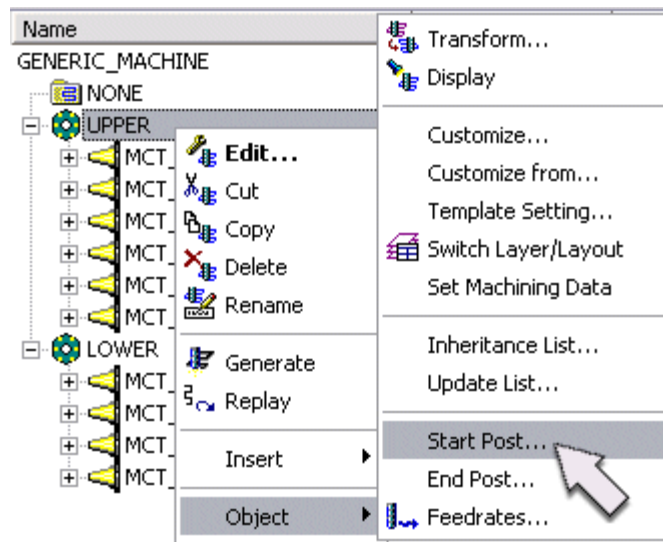 Name
GENERIC_MACHINE
NONE
UPPER
MCT_
MCT_
MCT_
MCT_
MCT_
MCT_
LOWER
MCT_
MCT_
MCT_
MCT_
Edit...
Cut
Copy
Delete
Rename
Generate
Replay
Insert
Object
Transform...
Display
Customize...
Customize from...
Template Setting...
Switch Layer/Layout
Set Machining Data
Inheritance List...
Update List...
Start Post...
End Post...
Feedrates...